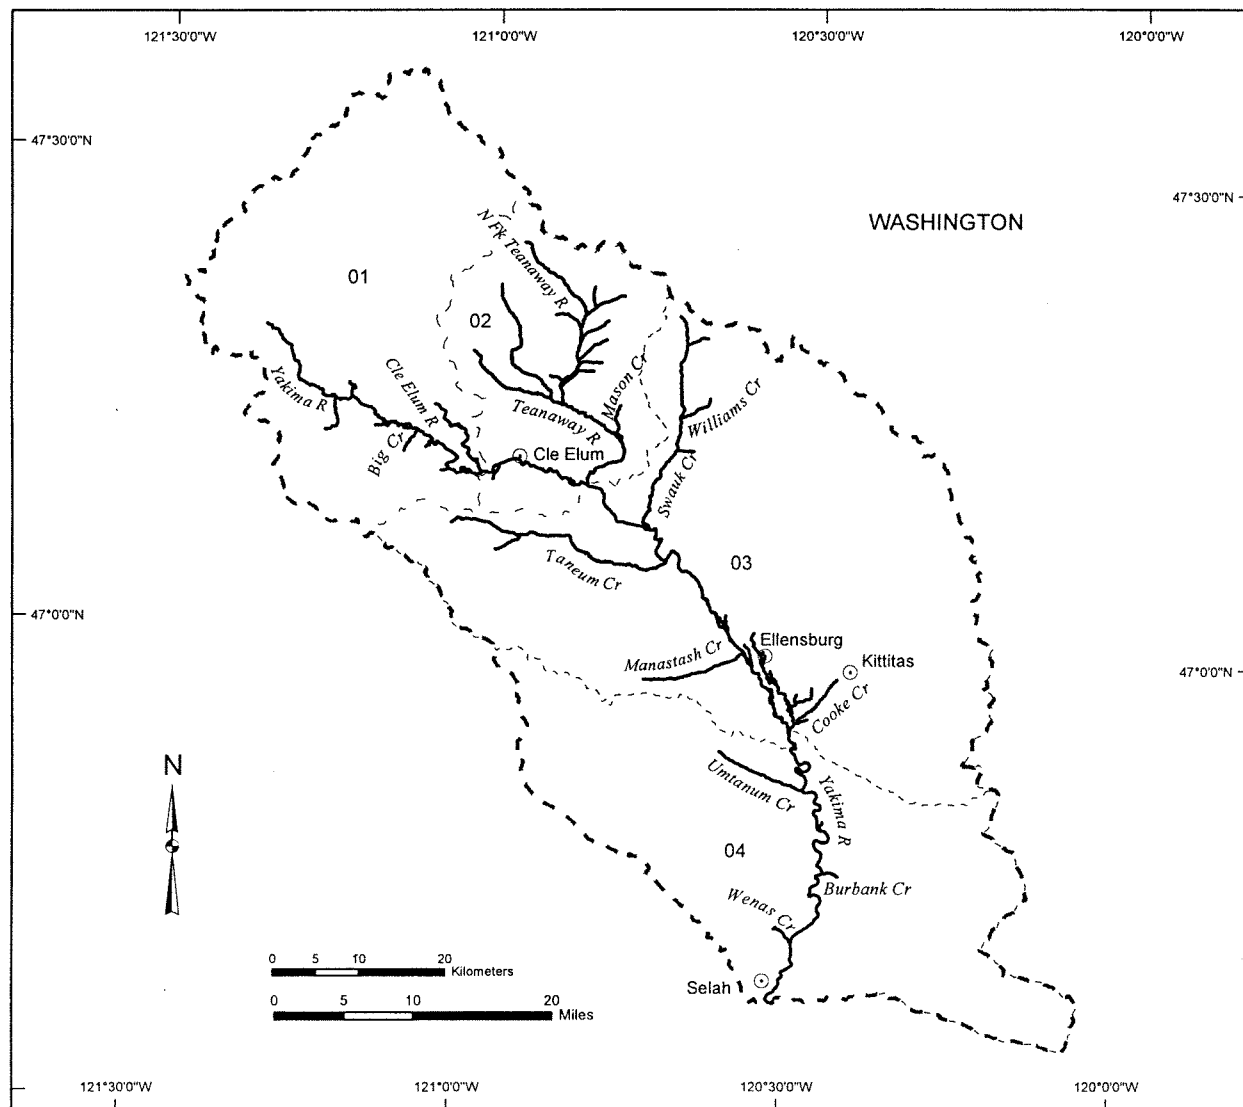 121°30'0"W 121°0'0"W 120°30'0"W 120°0'0"W
47°30'0"N
47°30'0"N
WASHINGTON
N Fk Teanaway R
01
02
Mason Cr
Cle Elum R
Yakima R
Williams Cr
Teanaway R
Big Cr
Cle Elum
Swauk Cr
03
Taneum Cr
47°0'0"N
Ellensburg
Manastash Cr
Kittitas
47°0'0"N
Cooke Cr
N
Umtanum Cr
Yakima R
04
Burbank Cr
Wenas Cr
0 5 10 20
Kilometers
Selah
0 5 10 20
Miles
121°30'0"W 121°0'0"W 120°30'0"W 120°0'0"W